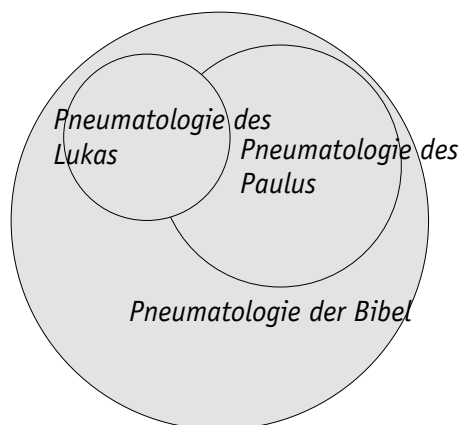 Pneumatologie des
Lukas
Pneumatologie des
Paulus
Pneumatologie der Bibel